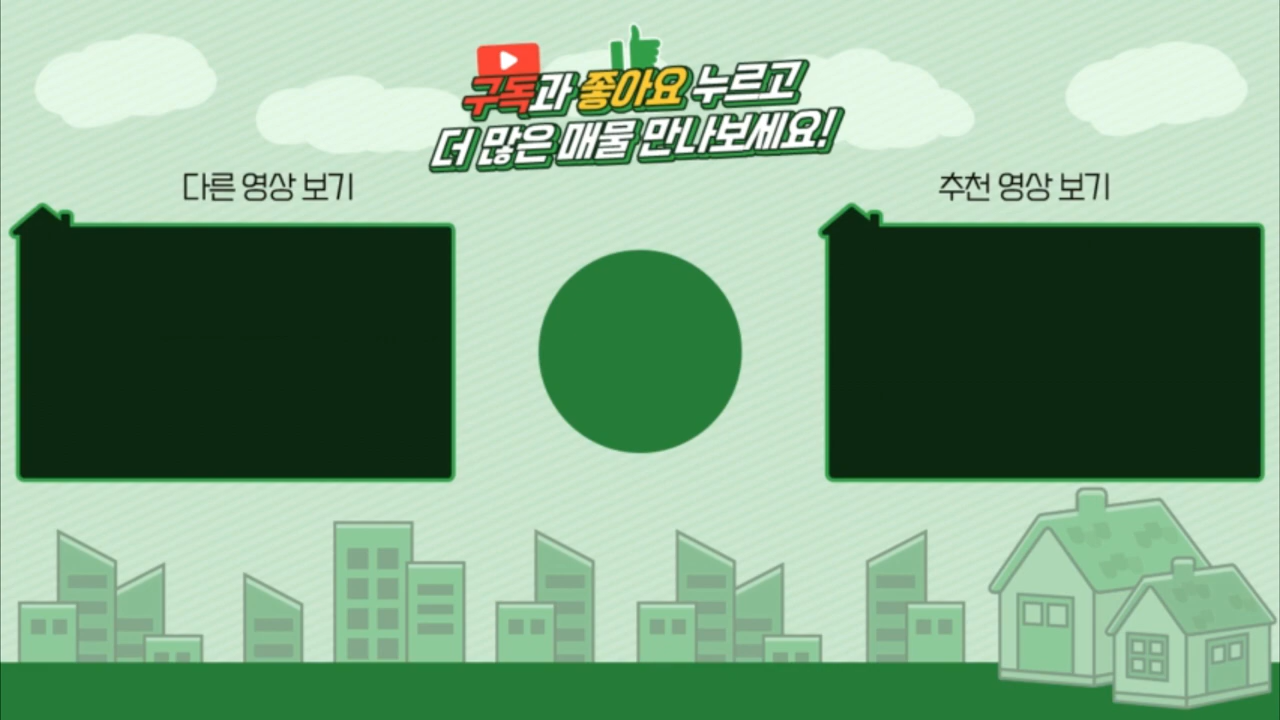 구독과 좋아요 누르고
더 많은 매물 만나보세요!
다른 영상 보기
추천 영상 보기